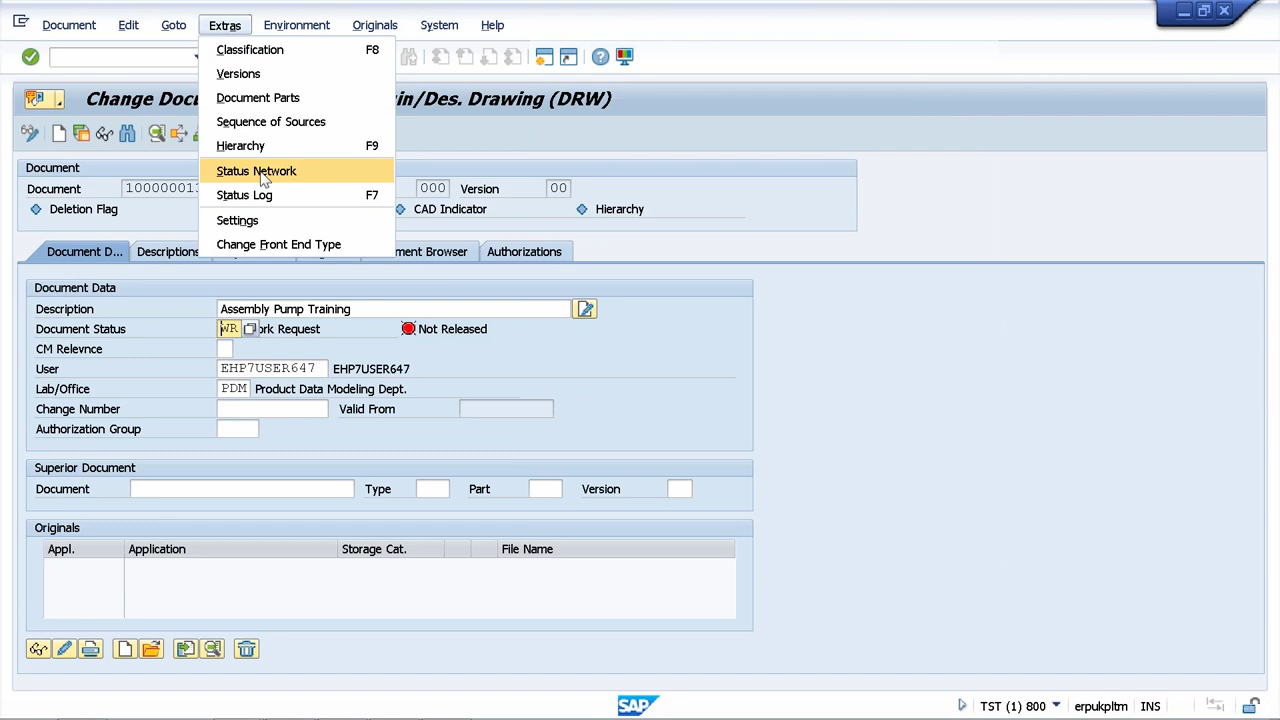 Document Edit Goto Extras Environment Originals System Help
Classification F8
Versions
Document Parts
Sequence of Sources
Hierarchy F9
Status Network
Status Log F7
Settings
Change Front End Type
Change Docu in/Des. Drawing (DRW)
Document
Document 10000001 000 Version 00
Deletion Flag CAD Indicator Hierarchy
Document D... Descriptions ment Browser Authorizations
Document Data
Description Assembly Pump Training
Document Status WR ork Request Not Released
CM Relevnce
User EHP7USER647 EHP7USER647
Lab/Office PDM Product Data Modeling Dept.
Change Number Valid From
Authorization Group
Superior Document
Document Type Part Version
Originals
Appl. Application Storage Cat. File Name
SAP TST (1) 800 erpukpltm INS